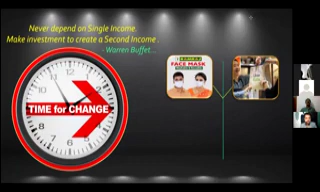 Never depend on Single Income.
Make investment to create a Second Income.
- Warren Buffet...
TIME for CHANGE
FACE MASK